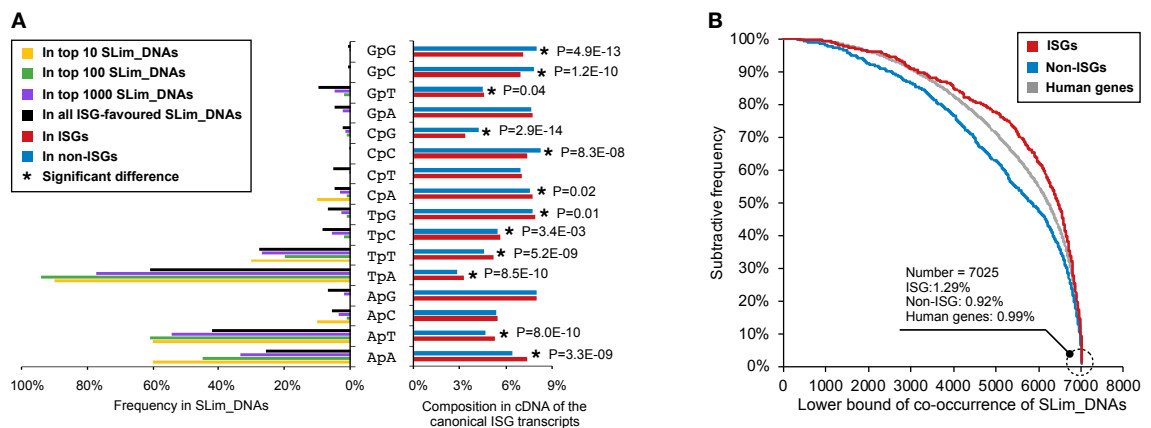 A
In top 10 SLim_DNAs
In top 100 SLim_DNAs
In top 1000 SLim_DNAs
In all ISG-favoured SLim_DNAs
In ISGs
In non-ISGs
* Significant difference
GpG
* P=4.9E-13
GpC
* P=1.2E-10
GpT
* P=0.04
GpA
CpG
* P=2.9E-14
CpC
* P=8.3E-08
CpT
CpA
* P=0.02
TpG
* P=0.01
TpC
* P=3.4E-03
TpT
* P=5.2E-09
TpA
* P=8.5E-10
ApG
ApC
ApT
* P=8.0E-10
ApA
* P=3.3E-09
100% 80% 60% 40% 20% 0%
0% 3% 6% 9%
Frequency in SLim_DNAs
Composition in cDNA of the
canonical ISG transcripts
B
ISGs
Non-ISGs
Human genes
100%
90%
80%
70%
60%
50%
40%
30%
20%
10%
0%
Subtractive frequency
Number = 7025
ISG:1.29%
Non-ISG: 0.92%
Human genes: 0.99%
0 1000 2000 3000 4000 5000 6000 7000 8000
Lower bound of co-occurrence of SLim_DNAs